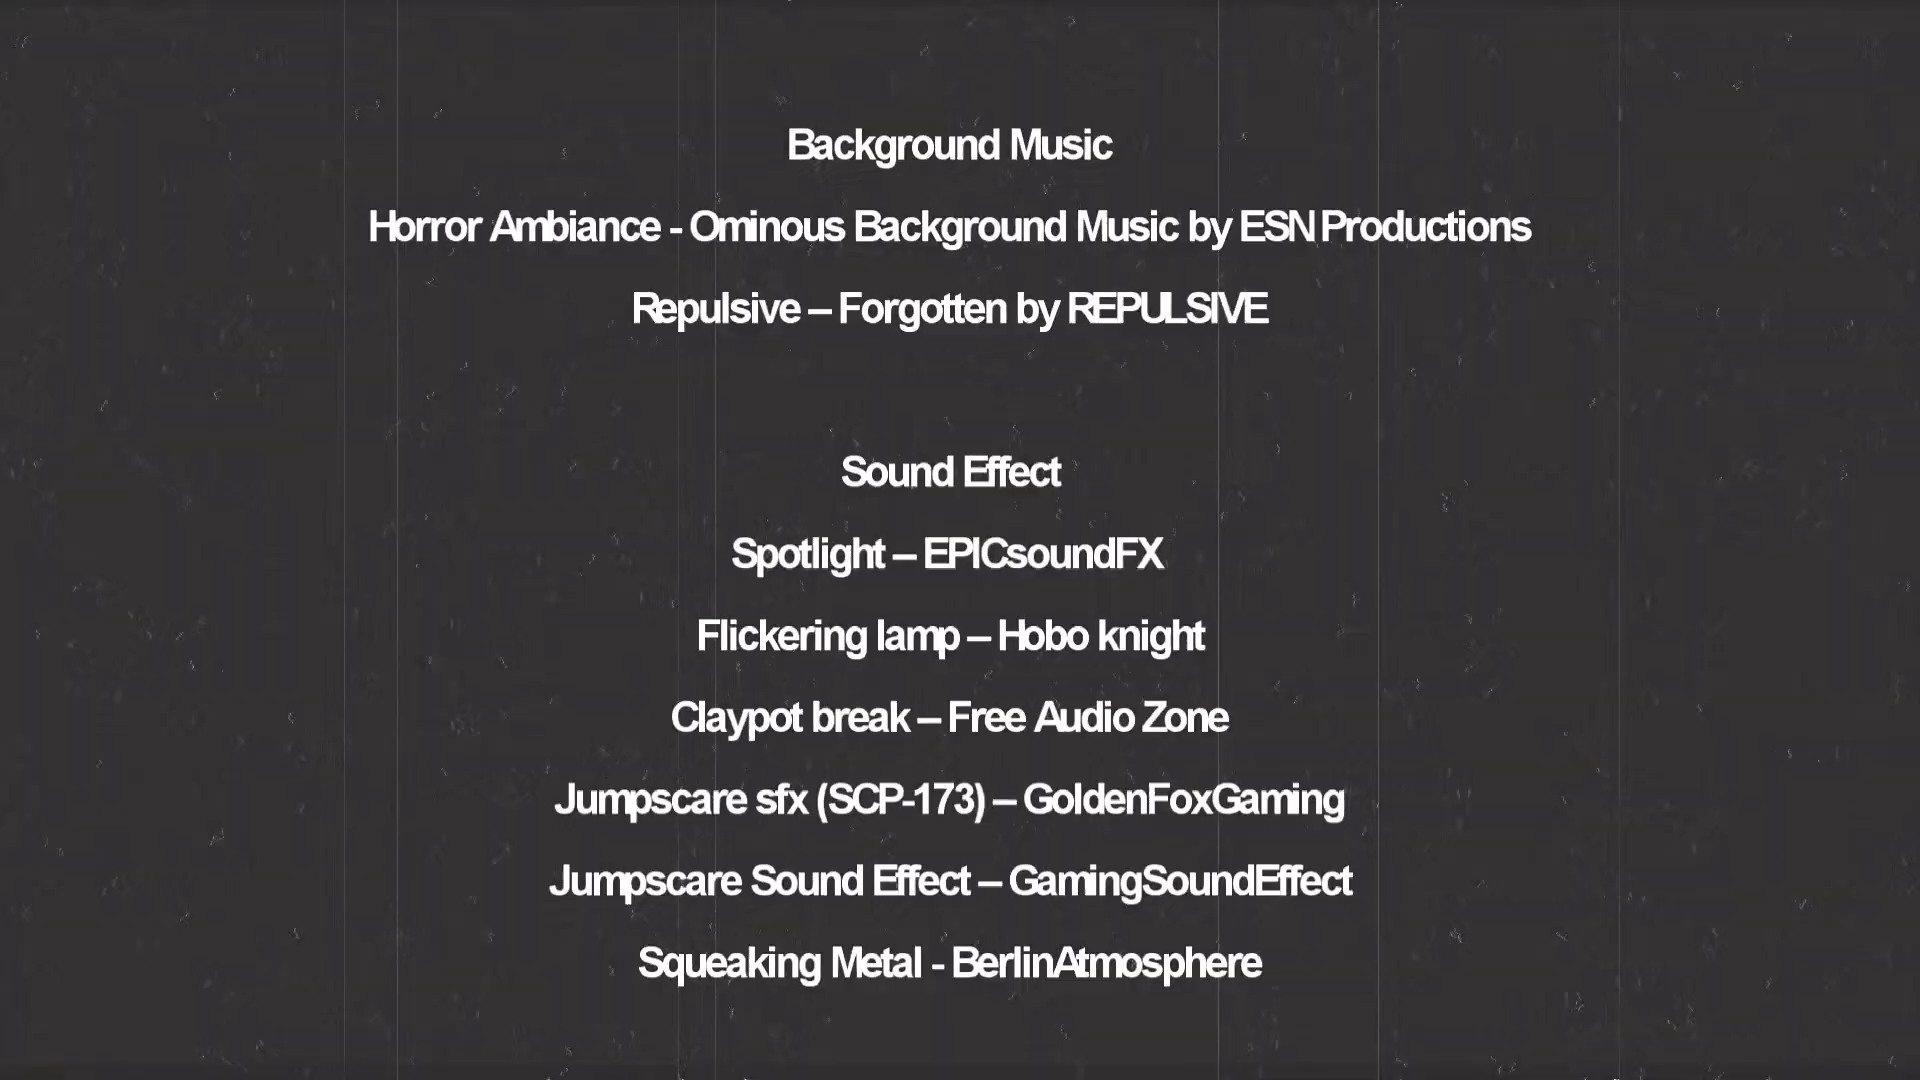 Background Music
Horror Ambiance - Ominous Background Music by ESN Productions
Repulsive – Forgotten by REPULSIVE
Sound Effect
Spotlight – EPICsoundFX
Flickering lamp – Hobo knight
Claypot break – Free Audio Zone
Jumpscare sfx (SCP-173) – GoldenFoxGaming
Jumpscare Sound Effect – GamingSoundEffect
Squeaking Metal - BerlinAtmosphere